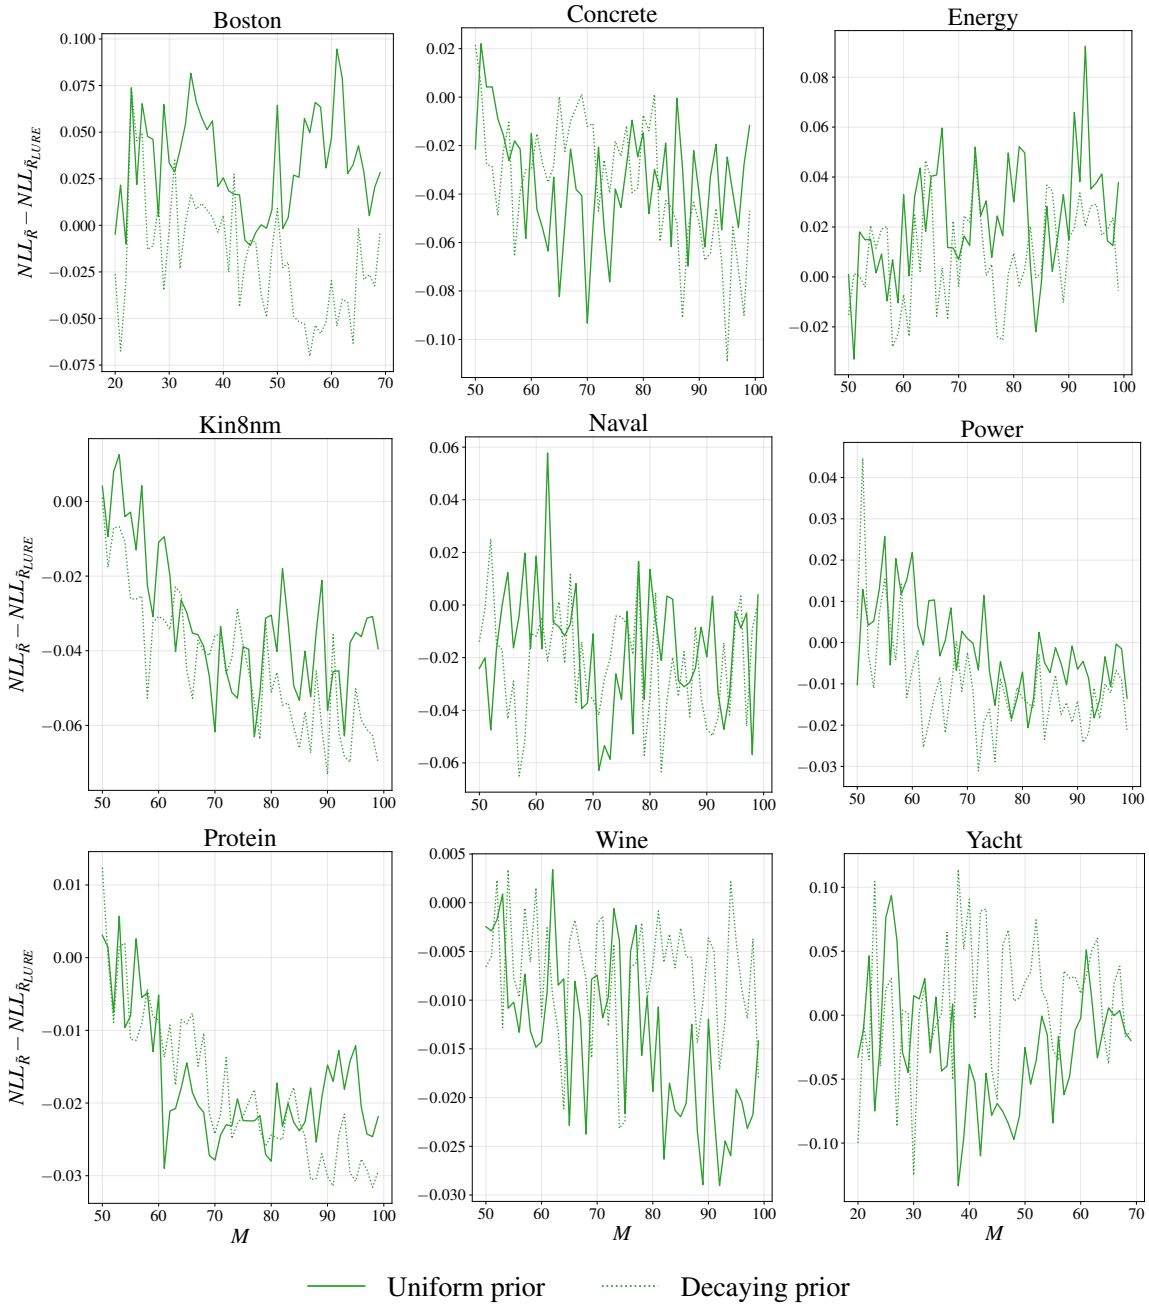 Boston
Concrete
Energy
0.100
0.075
0.050
0.025
0.000
−0.025
−0.050
−0.075
20 30 40 50 60 70
0.02
0.00
−0.02
−0.04
−0.06
−0.08
−0.10
50 60 70 80 90 100
0.08
0.06
0.04
0.02
0.00
−0.02
50 60 70 80 90 100
NLL_R̃ − NLL_R̃_LURE
Kin8nm
Naval
Power
0.00
−0.02
−0.04
−0.06
50 60 70 80 90 100
0.06
0.04
0.02
0.00
−0.02
−0.04
−0.06
50 60 70 80 90 100
0.04
0.03
0.02
0.01
0.00
−0.01
−0.02
−0.03
50 60 70 80 90 100
NLL_R̃ − NLL_R̃_LURE
Protein
Wine
Yacht
0.01
0.00
−0.01
−0.02
−0.03
50 60 70 80 90 100
M
0.005
0.000
−0.005
−0.010
−0.015
−0.020
−0.025
−0.030
50 60 70 80 90 100
M
0.10
0.05
0.00
−0.05
−0.10
20 30 40 50 60 70
M
NLL_R̃ − NLL_R̃_LURE
Uniform prior
Decaying prior